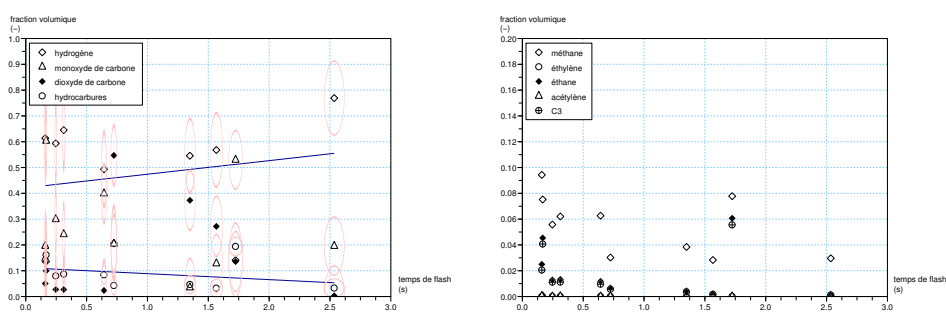 fraction volumique
(−)
1.0
0.9
0.8
0.7
0.6
0.5
0.4
0.3
0.2
0.1
0.0
hydrogène
monoxyde de carbone
dioxyde de carbone
hydrocarbures
0.0 0.5 1.0 1.5 2.0 2.5 3.0
temps de flash
(s)
fraction volumique
(−)
0.20
0.18
0.16
0.14
0.12
0.10
0.08
0.06
0.04
0.02
0.00
méthane
éthylène
éthane
acétylène
C3
0.0 0.5 1.0 1.5 2.0 2.5 3.0
temps de flash
(s)